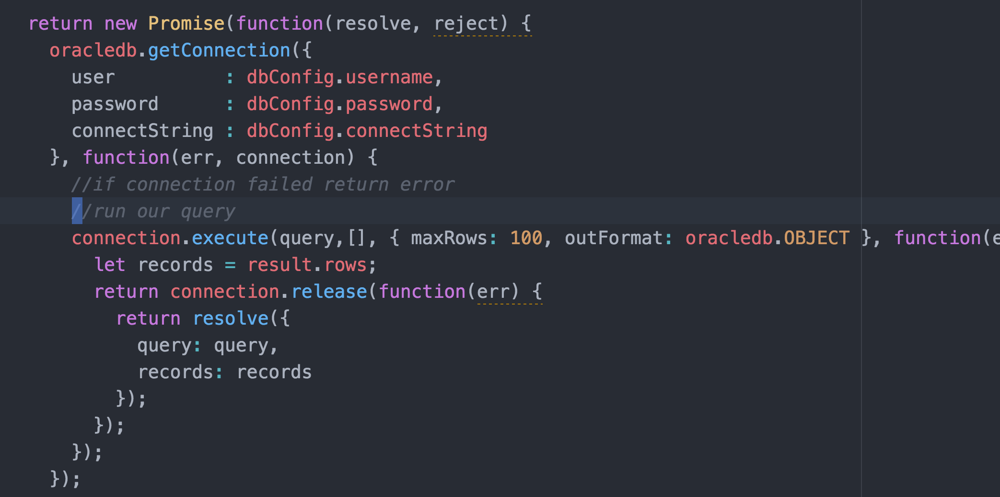 return new Promise(function(resolve, reject) {
oracledb.getConnection({
user : dbConfig.username,
password : dbConfig.password,
connectString : dbConfig.connectString
}, function(err, connection) {
//if connection failed return error
//run our query
connection.execute(query,[], { maxRows: 100, outFormat: oracledb.OBJECT }, function(e
let records = result.rows;
return connection.release(function(err) {
return resolve({
query: query,
records: records
});
});
});
});